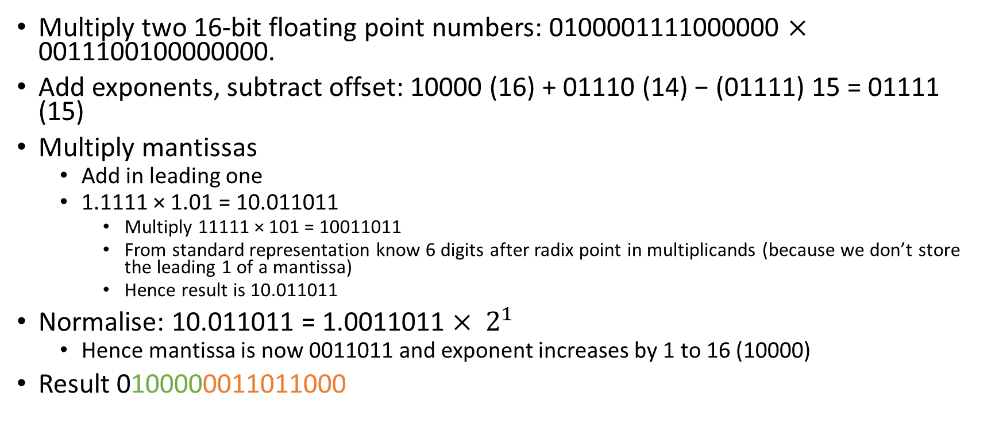 • Multiply two 16-bit floating point numbers: 0100001111000000 ×
0011100100000000.
• Add exponents, subtract offset: 10000 (16) + 01110 (14) − (01111) 15 = 01111
(15)
• Multiply mantissas
• Add in leading one
• 1.1111 × 1.01 = 10.011011
• Multiply 11111 × 101 = 10011011
• From standard representation know 6 digits after radix point in multiplicands (because we don’t store
the leading 1 of a mantissa)
• Hence result is 10.011011
• Normalise: 10.011011 = 1.0011011 × 2¹
• Hence mantissa is now 0011011 and exponent increases by 1 to 16 (10000)
• Result 0100000011011000